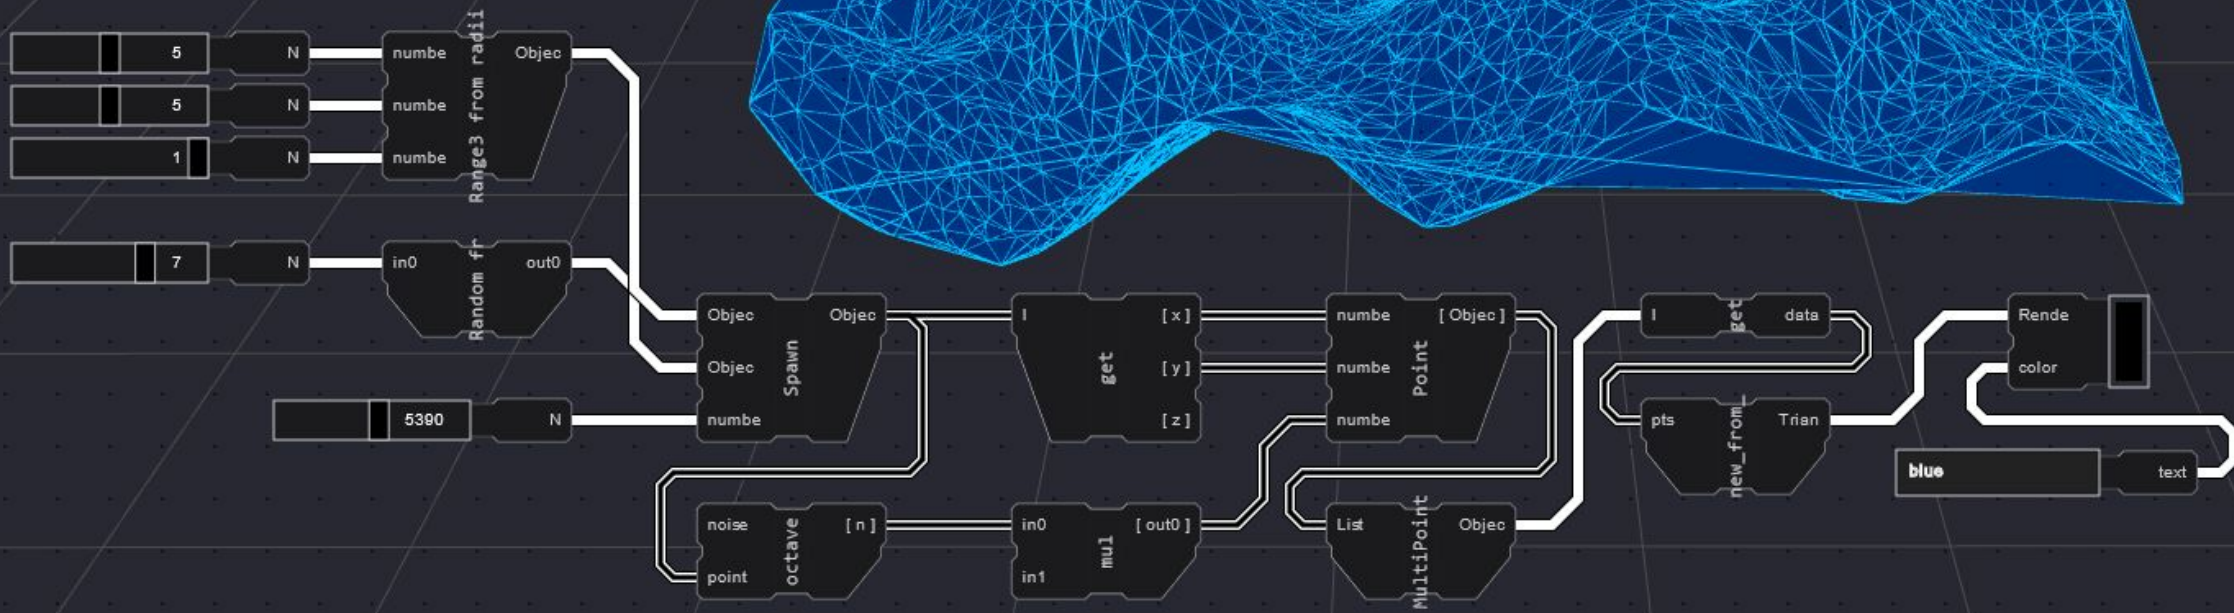 5 N numbe Objec
5 N numbe
1 N numbe
Range3 from radii
7 N in0 out0
Random fr
Objec Objec
Objec
5390 N numbe
Spawn
I [ x ]
[ y ]
[ z ]
get
numbe [ Objec ]
numbe
numbe
Point
I data
get
Rende
color
pts Trian
new_from_
blue text
noise [ n ]
point
octave
in0 [ out0 ]
in1
mul
List Objec
MultiPoint